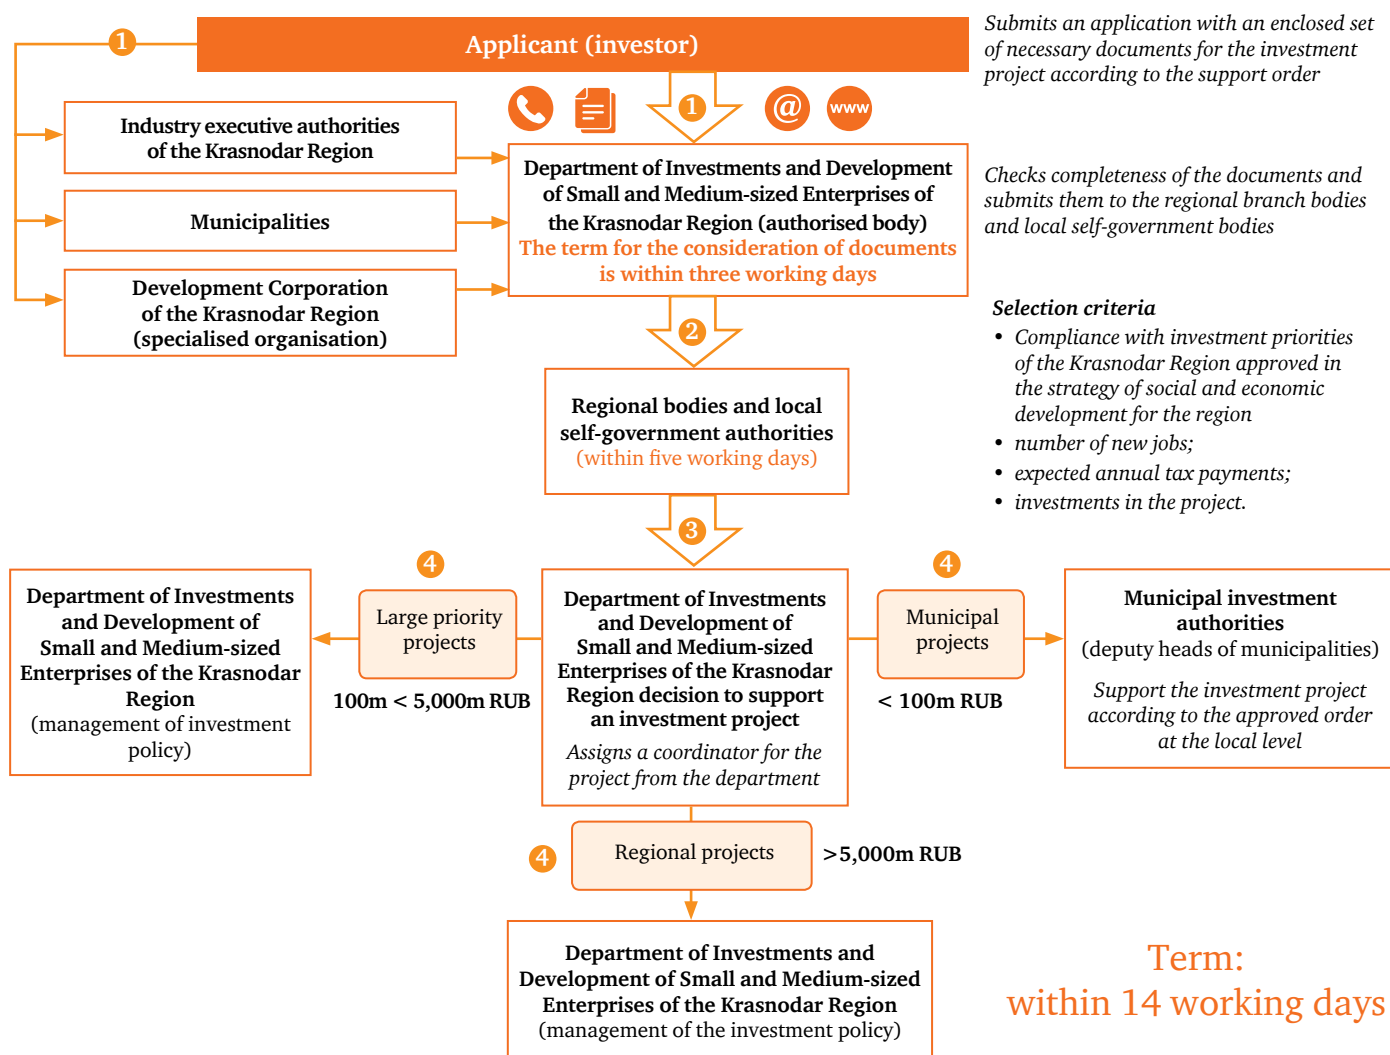 1
Applicant (investor)
Submits an application with an enclosed set
of necessary documents for the investment
project according to the support order
1
@
www
Industry executive authorities
of the Krasnodar Region
Municipalities
Development Corporation
of the Krasnodar Region
(specialised organisation)
Department of Investments and Development
of Small and Medium-sized Enterprises of
the Krasnodar Region (authorised body)
The term for the consideration of documents
is within three working days
Checks completeness of the documents and
submits them to the regional branch bodies
and local self-government bodies
2
Selection criteria
• Compliance with investment priorities
of the Krasnodar Region approved in
the strategy of social and economic
development for the region
• number of new jobs;
• expected annual tax payments;
• investments in the project.
Regional bodies and local
self-government authorities
(within five working days)
3
Department of Investments
and Development of
Small and Medium-sized
Enterprises of the Krasnodar
Region
(management of investment
policy)
4
Large priority
projects
100m < 5,000m RUB
Department of Investments
and Development of
Small and Medium-sized
Enterprises of the Krasnodar
Region decision to support
an investment project
Assigns a coordinator for the
project from the department
4
Municipal
projects
< 100m RUB
Municipal investment
authorities
(deputy heads of municipalities)
Support the investment project
according to the approved order
at the local level
4
Regional projects
>5,000m RUB
Department of Investments and
Development of Small and Medium-sized
Enterprises of the Krasnodar Region
(management of the investment policy)
Term:
within 14 working days